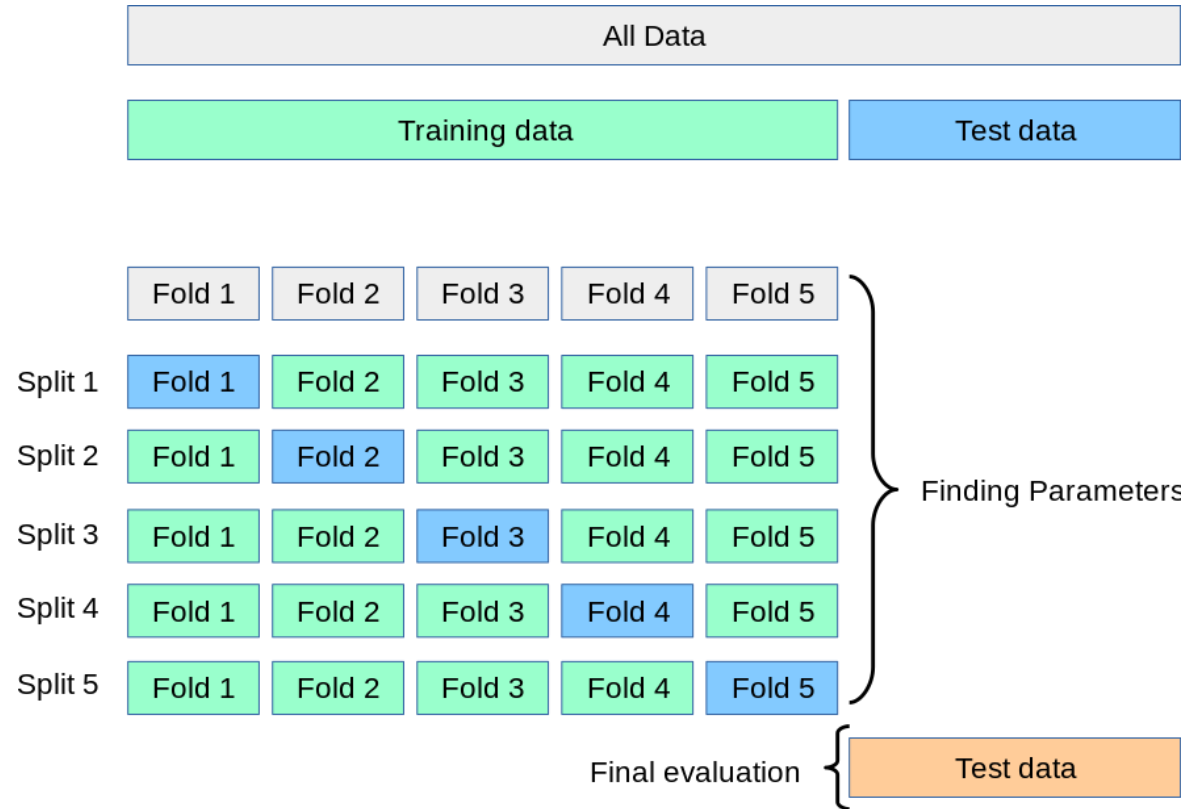 All Data
Training data Test data
Fold 1 Fold 2 Fold 3 Fold 4 Fold 5
Split 1 Fold 1 Fold 2 Fold 3 Fold 4 Fold 5
Split 2 Fold 1 Fold 2 Fold 3 Fold 4 Fold 5
Finding Parameters
Split 3 Fold 1 Fold 2 Fold 3 Fold 4 Fold 5
Split 4 Fold 1 Fold 2 Fold 3 Fold 4 Fold 5
Split 5 Fold 1 Fold 2 Fold 3 Fold 4 Fold 5
Final evaluation Test data